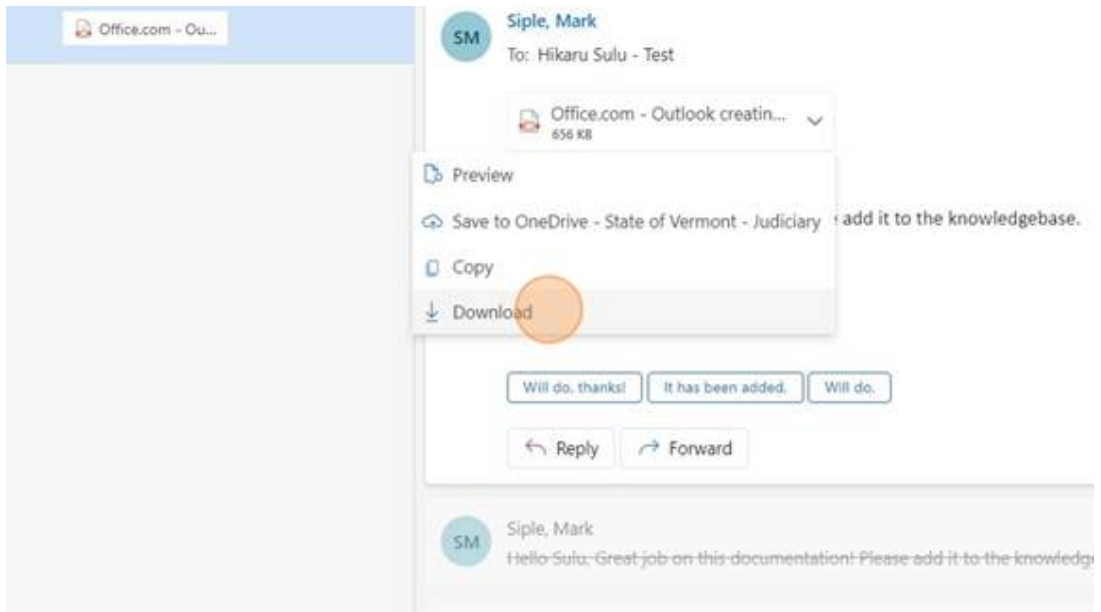 Office.com - Ou...
SM
Siple, Mark
To: Hikaru Sulu - Test
Office.com - Outlook creatin...
656 KB
Preview
Save to OneDrive - State of Vermont - Judiciary
add it to the knowledgebase.
Copy
Download
Will do, thanks!
It has been added.
Will do.
Reply
Forward
SM
Siple, Mark
Hello Sulu, Great job on this documentation! Please add it to the knowledg